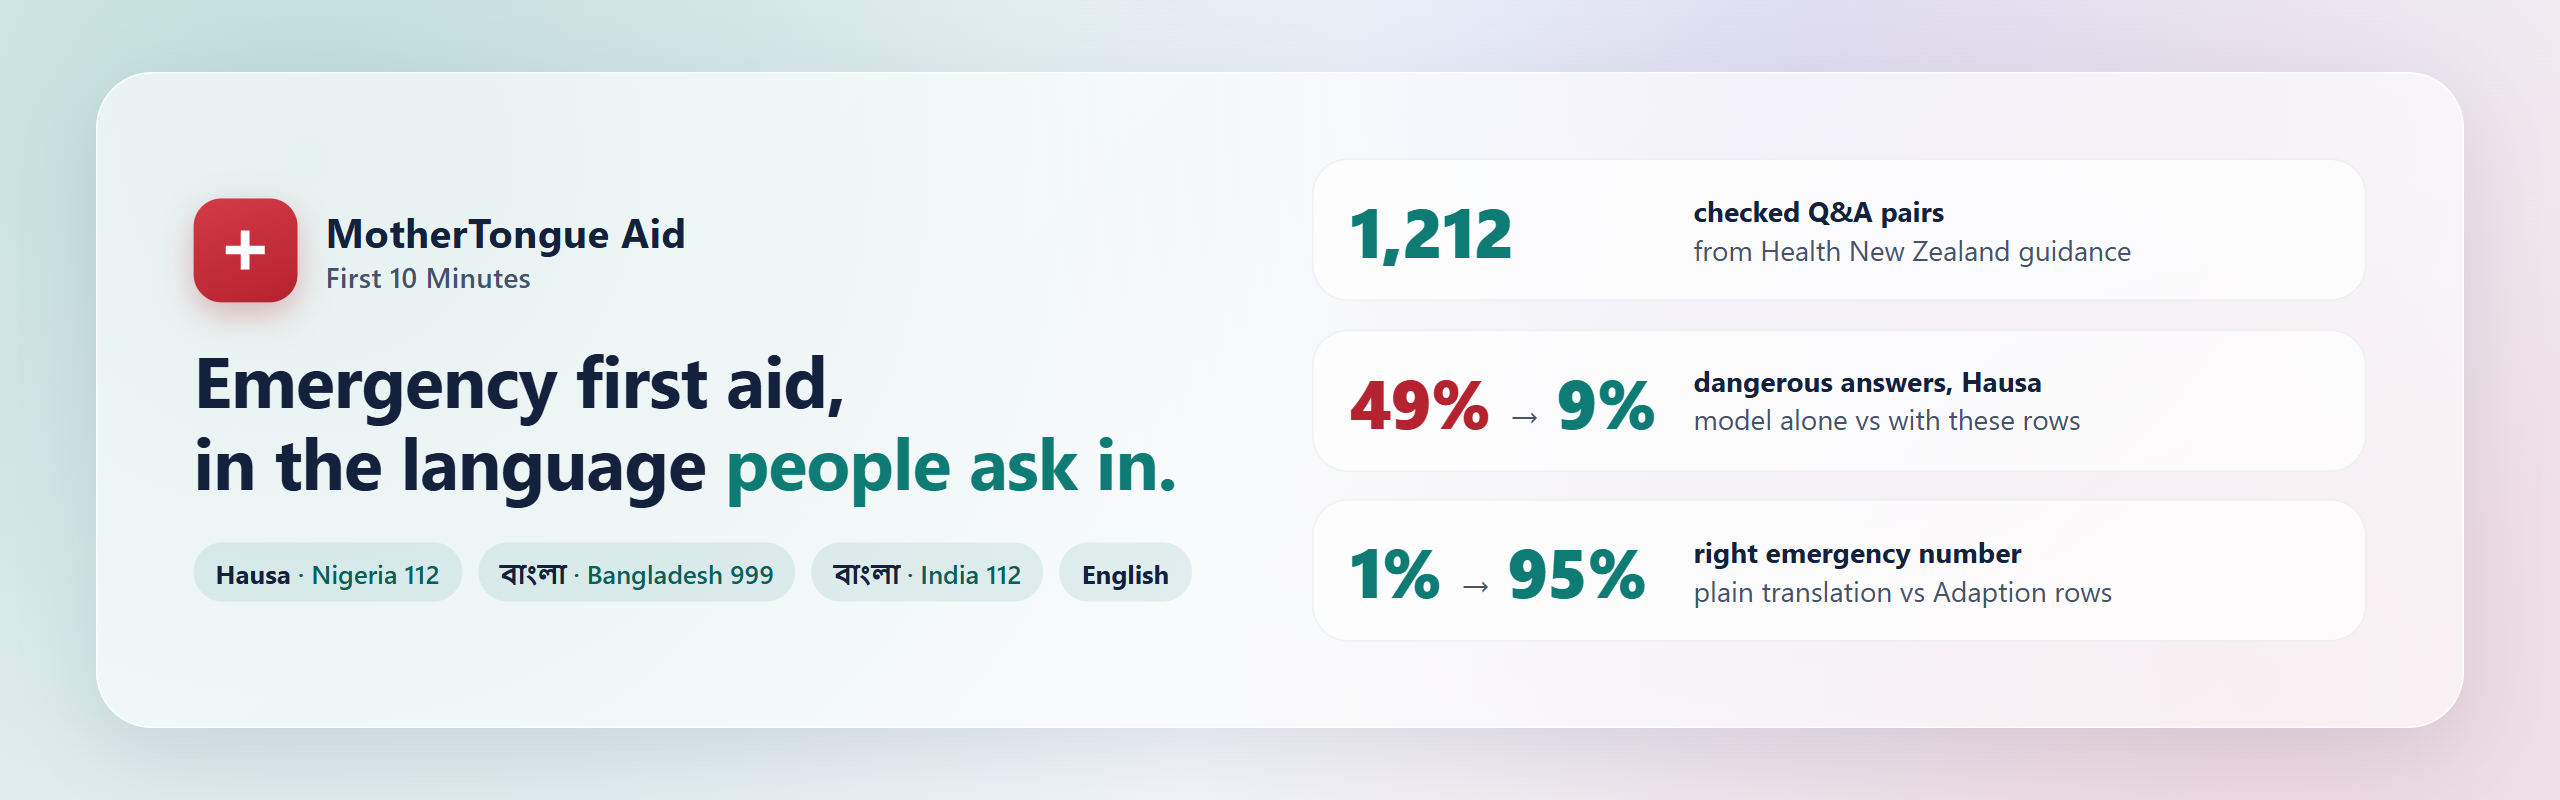 +
MotherTongue Aid
First 10 Minutes
Emergency first aid,
in the language people ask in.
Hausa · Nigeria 112
বাংলা · Bangladesh 999
বাংলা · India 112
English
1,212
checked Q&A pairs
from Health New Zealand guidance
49% → 9%
dangerous answers, Hausa
model alone vs with these rows
1% → 95%
right emergency number
plain translation vs Adaption rows